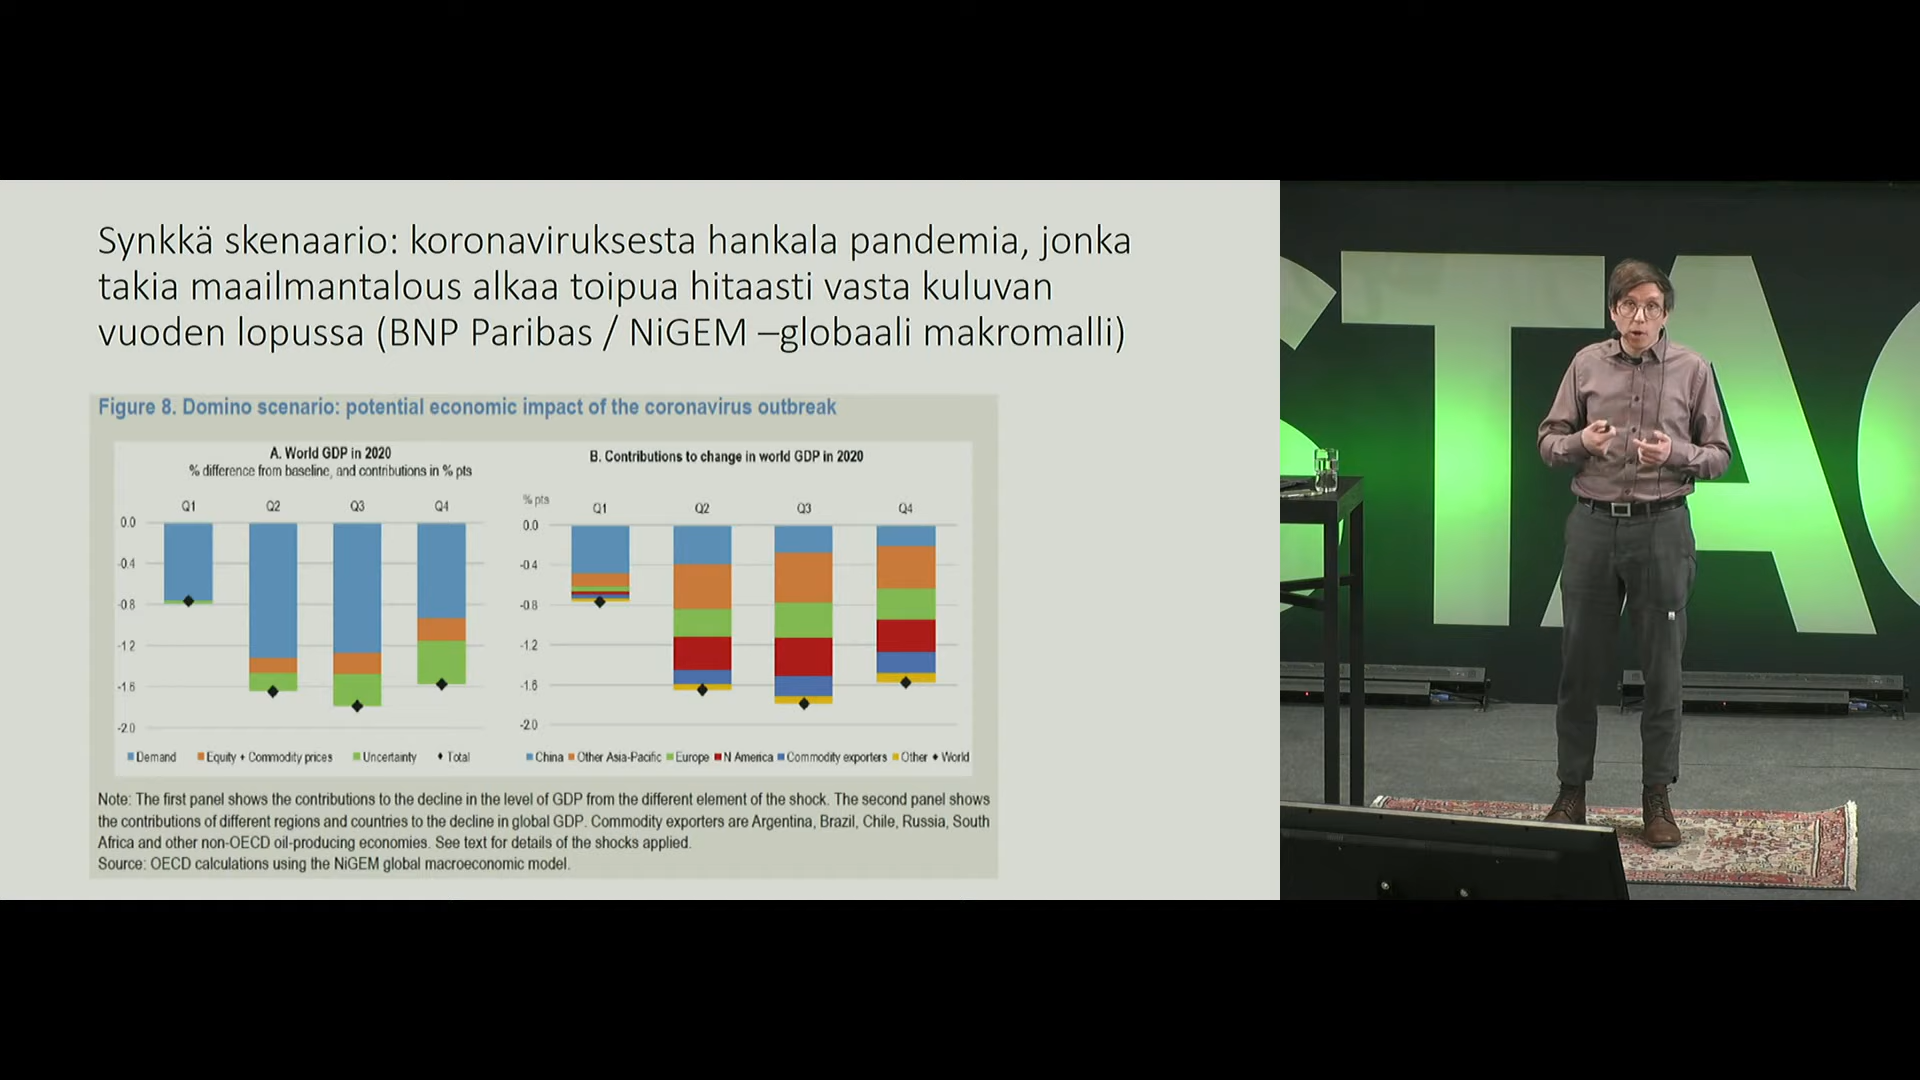 Synkkä skenaario: koronaviruksesta hankala pandemia, jonka
takia maailmantalous alkaa toipua hitaasti vasta kuluvan
vuoden lopussa (BNP Paribas / NiGEM –globaali makromalli)
Figure 8. Domino scenario: potential economic impact of the coronavirus outbreak
A. World GDP in 2020
% difference from baseline, and contributions in % pts
Q1 Q2 Q3 Q4
0.0
-0.4
-0.8
-1.2
-1.6
-2.0
Demand Equity + Commodity prices Uncertainty Total
B. Contributions to change in world GDP in 2020
% pts
Q1 Q2 Q3 Q4
0.0
-0.4
-0.8
-1.2
-1.6
-2.0
China Other Asia-Pacific Europe N America Commodity exporters Other World
Note: The first panel shows the contributions to the decline in the level of GDP from the different element of the shock. The second panel shows
the contributions of different regions and countries to the decline in global GDP. Commodity exporters are Argentina, Brazil, Chile, Russia, South
Africa and other non-OECD oil-producing economies. See text for details of the shocks applied.
Source: OECD calculations using the NiGEM global macroeconomic model.
STA